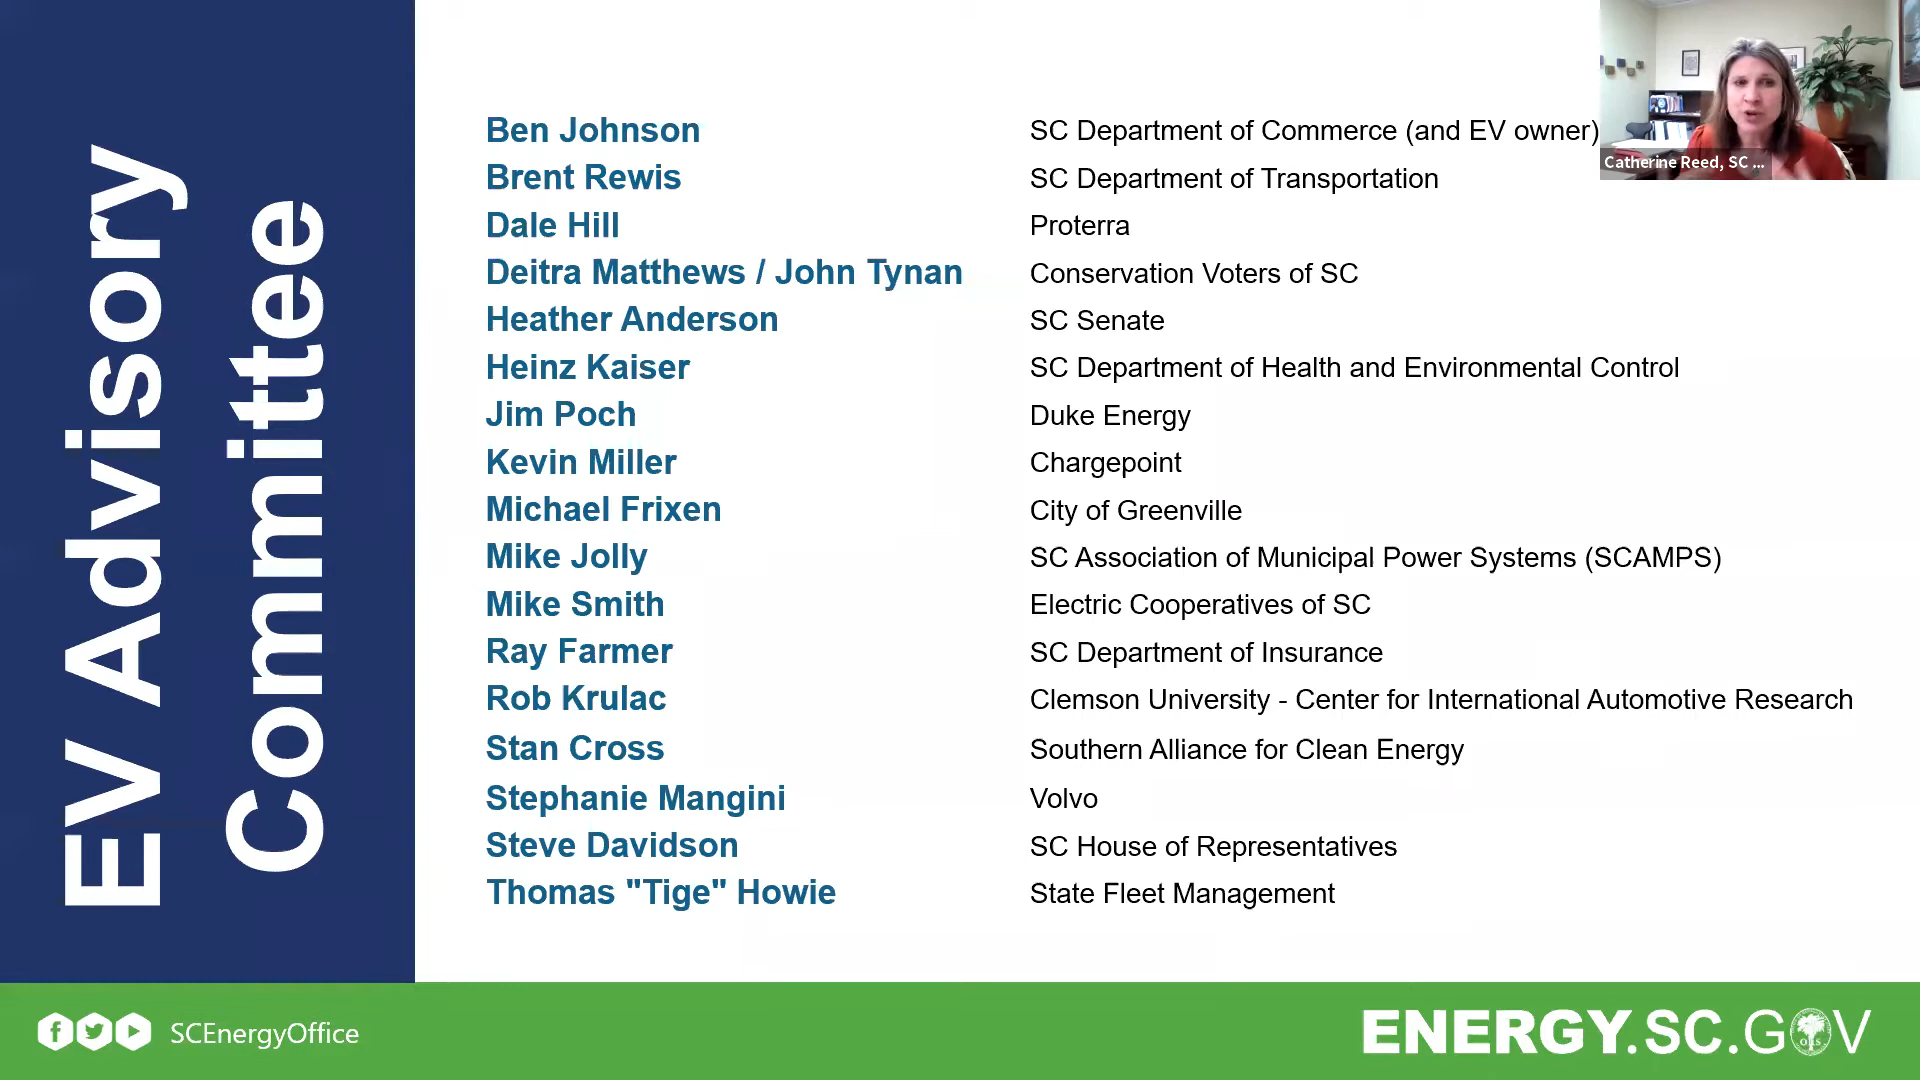 EV Advisory
Committee
Ben Johnson SC Department of Commerce (and EV owner)
Brent Rewis SC Department of Transportation
Dale Hill Proterra
Deitra Matthews / John Tynan Conservation Voters of SC
Heather Anderson SC Senate
Heinz Kaiser SC Department of Health and Environmental Control
Jim Poch Duke Energy
Kevin Miller Chargepoint
Michael Frixen City of Greenville
Mike Jolly SC Association of Municipal Power Systems (SCAMPS)
Mike Smith Electric Cooperatives of SC
Ray Farmer SC Department of Insurance
Rob Krulac Clemson University - Center for International Automotive Research
Stan Cross Southern Alliance for Clean Energy
Stephanie Mangini Volvo
Steve Davidson SC House of Representatives
Thomas "Tige" Howie State Fleet Management
Catherine Reed, SC ...
SCEnergyOffice
ENERGY.SC.GOV